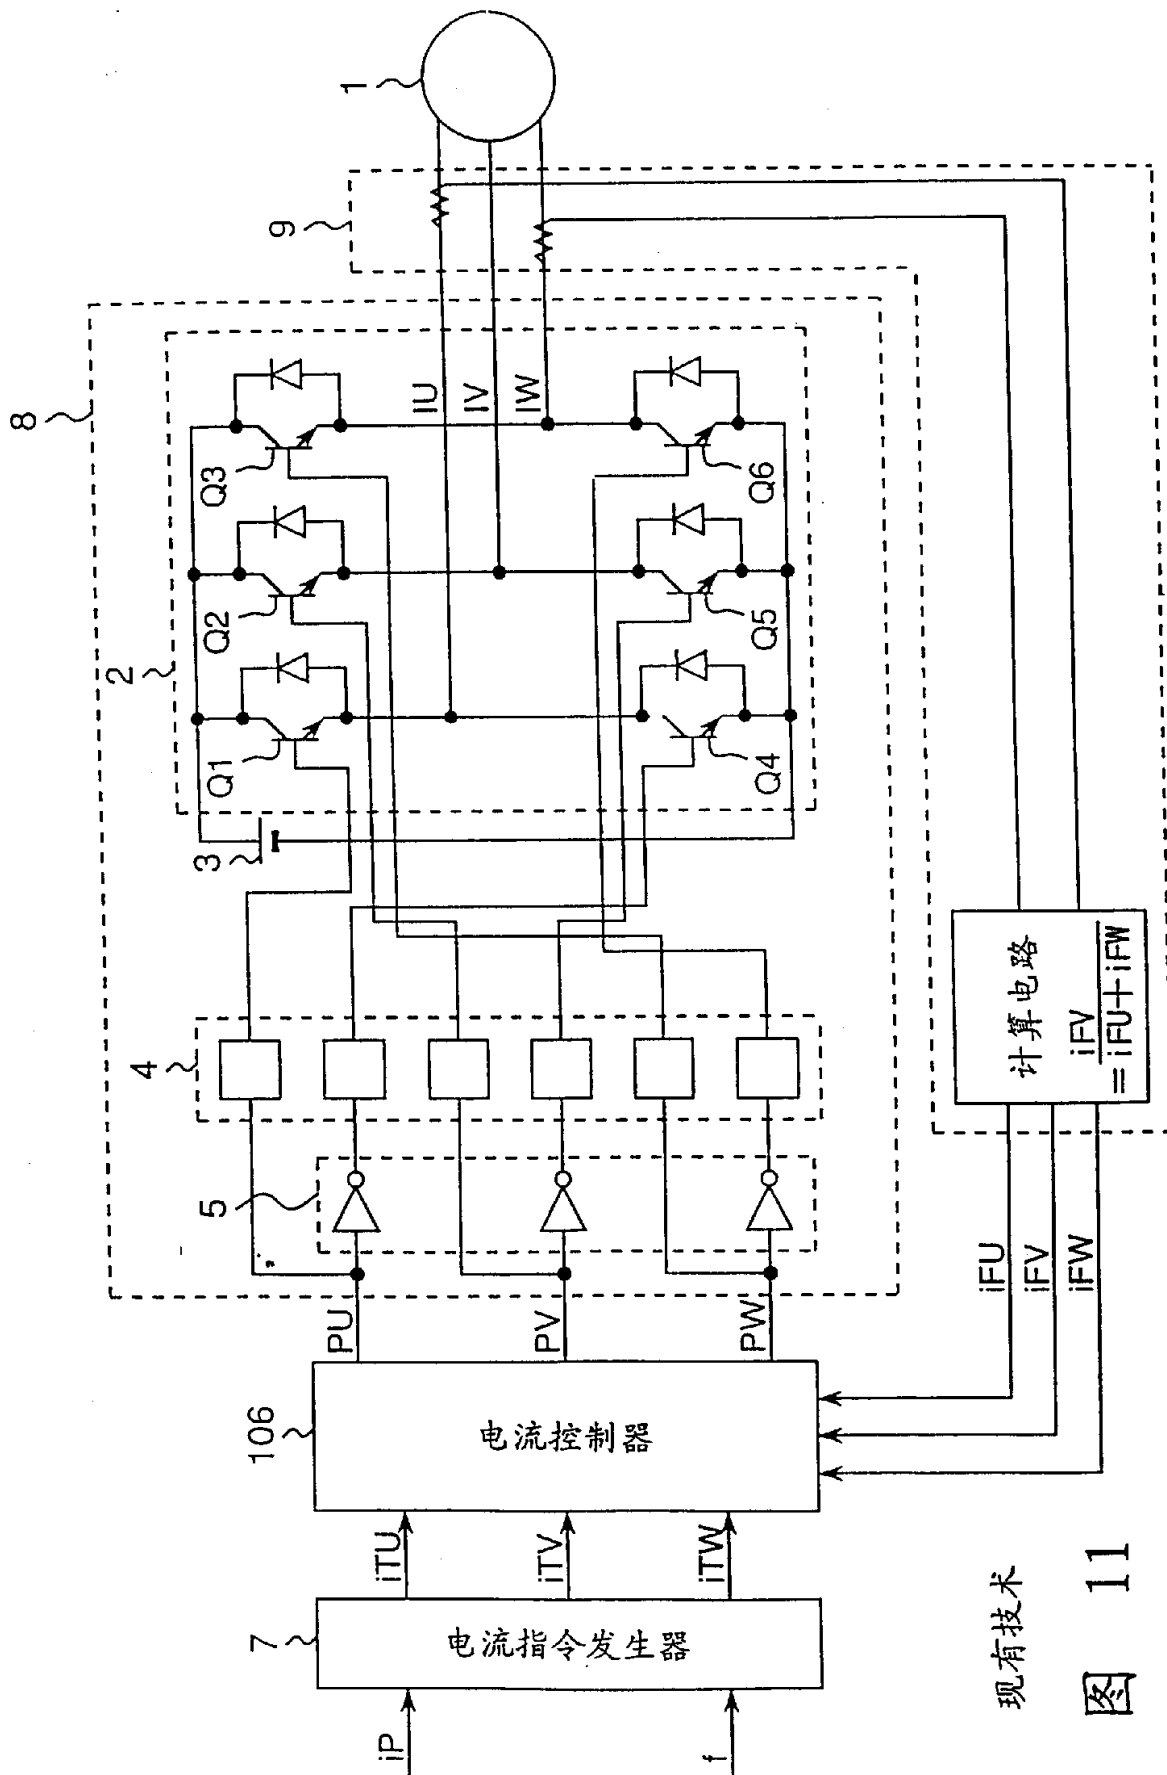 iP
f
7
电流指令发生器
iTU
iTV
iTW
106
电流控制器
PU
PV
PW
5
4
8
2
3
Q1
Q2
Q3
Q4
Q5
Q6
IU
IV
IW
1
9
计算电路
iFV
=iFU+iFW
iFU
iFV
iFW
现有技术
图 11